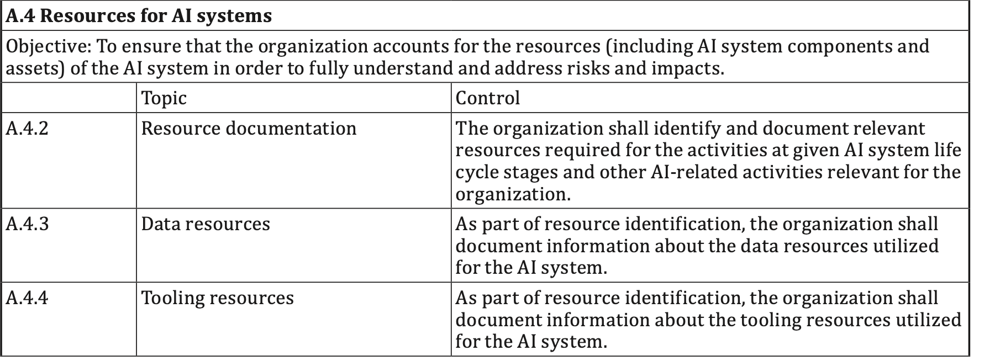 A.4 Resources for AI systems
Objective: To ensure that the organization accounts for the resources (including AI system components and
assets) of the AI system in order to fully understand and address risks and impacts.
Topic
Control
A.4.2
Resource documentation
The organization shall identify and document relevant
resources required for the activities at given AI system life
cycle stages and other AI-related activities relevant for the
organization.
A.4.3
Data resources
As part of resource identification, the organization shall
document information about the data resources utilized
for the AI system.
A.4.4
Tooling resources
As part of resource identification, the organization shall
document information about the tooling resources utilized
for the AI system.